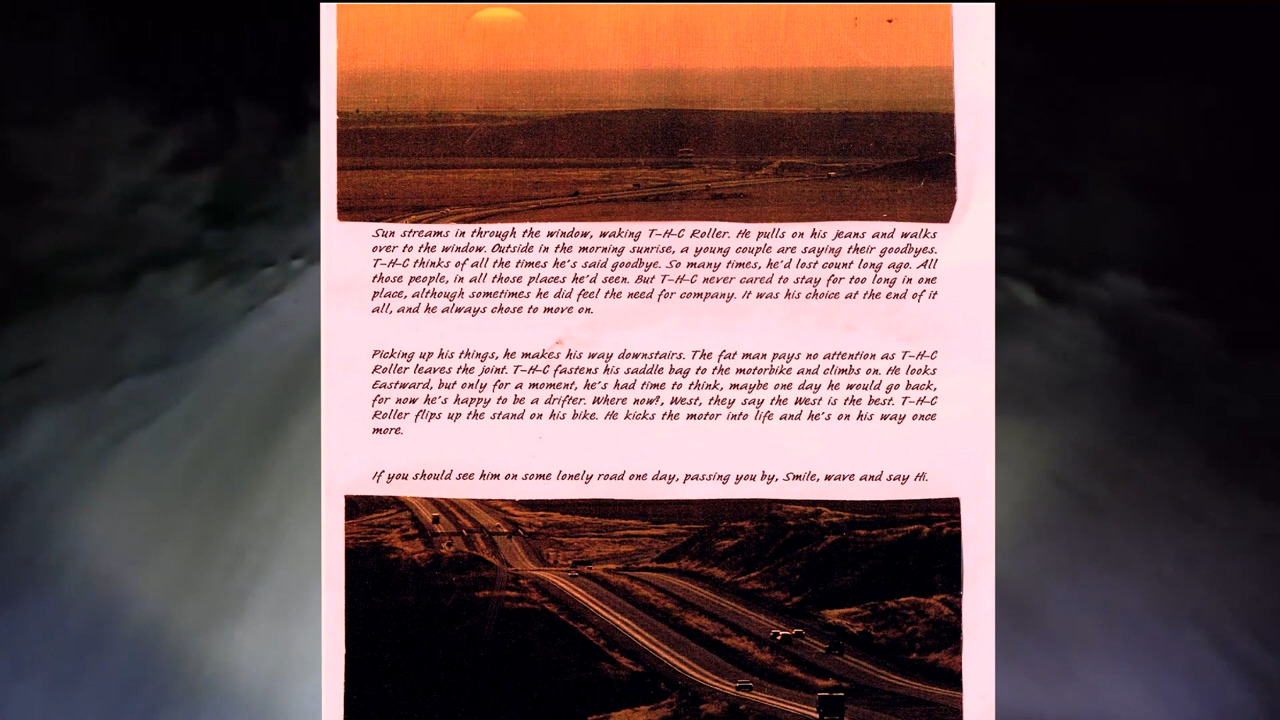 Sun streams in through the window, waking T-H-C Roller. He pulls on his jeans and walks
over to the window. Outside in the morning sunrise, a young couple are saying their goodbyes.
T-H-C thinks of all the times he's said goodbye. So many times, he'd lost count long ago. All
those people, in all those places he'd seen. But T-H-C never cared to stay for too long in one
place, although sometimes he did feel the need for company. It was his choice at the end of it
all, and he always chose to move on.
Picking up his things, he makes his way downstairs. The fat man pays no attention as T-H-C
Roller leaves the joint. T-H-C fastens his saddle bag to the motorbike and climbs on. He looks
Eastward, but only for a moment, he's had time to think, maybe one day he would go back,
for now he's happy to be a drifter. Where now?, West, they say the West is the best. T-H-C
Roller flips up the stand on his bike. He kicks the motor into life and he's on his way once
more.
If you should see him on some lonely road one day, passing you by, Smile, wave and say Hi.